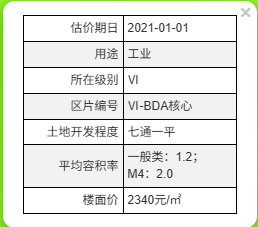 估价期日 2021-01-01
用途 工业
所在级别 Ⅵ
区片编号 Ⅵ-BDA核心
土地开发程度 七通一平
平均容积率 一般类：1.2；
M4：2.0
楼面价 2340元/㎡